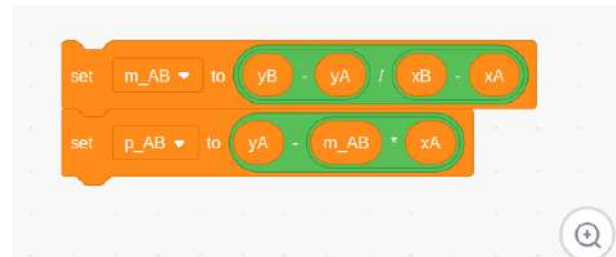 set m_AB to yB - yA / xB - xA
set p_AB to yA - m_AB * xA